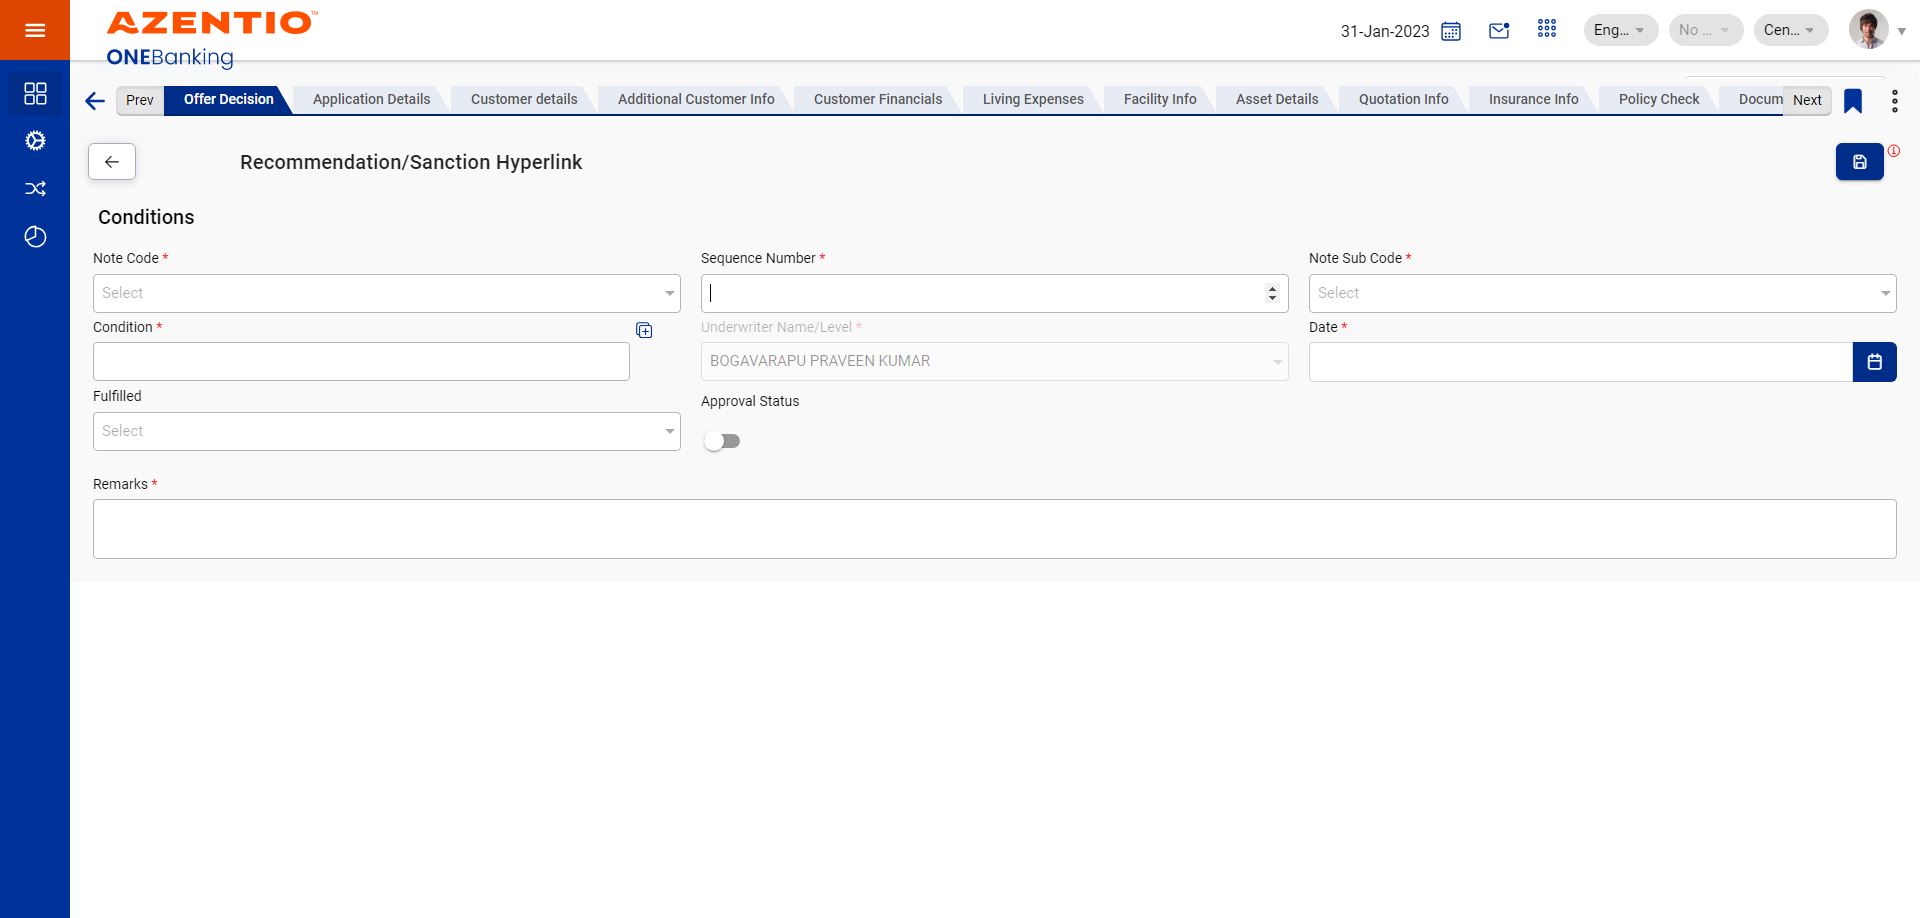 AZENTIO™
ONEBanking
31-Jan-2023
Eng...
No ...
Cen...
Prev
Offer Decision
Application Details
Customer details
Additional Customer Info
Customer Financials
Living Expenses
Facility Info
Asset Details
Quotation Info
Insurance Info
Policy Check
Docum
Next
Recommendation/Sanction Hyperlink
Conditions
Note Code *
Sequence Number *
Note Sub Code *
Select
Select
Condition *
Underwriter Name/Level *
Date *
BOGAVARAPU PRAVEEN KUMAR
Fulfilled
Approval Status
Select
Remarks *